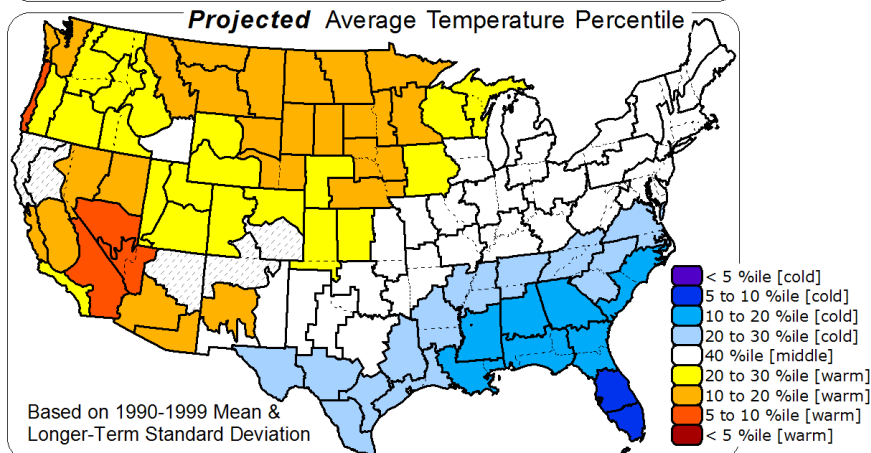 Projected Average Temperature Percentile
< 5 %ile [cold]
5 to 10 %ile [cold]
10 to 20 %ile [cold]
20 to 30 %ile [cold]
40 %ile [middle]
20 to 30 %ile [warm]
10 to 20 %ile [warm]
5 to 10 %ile [warm]
< 5 %ile [warm]
Based on 1990-1999 Mean &
Longer-Term Standard Deviation